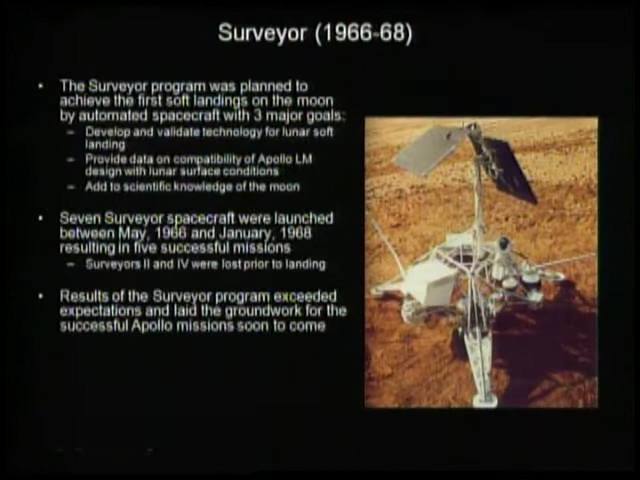 Surveyor (1966-68)
• The Surveyor program was planned to
achieve the first soft landings on the moon
by automated spacecraft with 3 major goals:
– Develop and validate technology for lunar soft
landing
– Provide data on compatibility of Apollo LM
design with lunar surface conditions
– Add to scientific knowledge of the moon
• Seven Surveyor spacecraft were launched
between May, 1966 and January, 1968
resulting in five successful missions
– Surveyors II and IV were lost prior to landing
• Results of the Surveyor program exceeded
expectations and laid the groundwork for the
successful Apollo missions soon to come